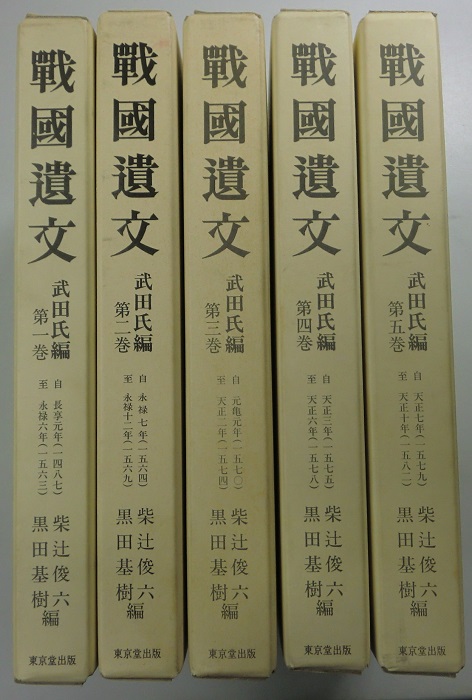 戰國遺文
武田氏編
第一巻
自 長享元年(一四八七)
至 永禄六年(一五六三)
柴辻俊六
黒田基樹編
東京堂出版
戰國遺文
武田氏編
第二巻
自 永禄七年(一五六四)
至 永禄十二年(一五六九)
柴辻俊六
黒田基樹編
東京堂出版
戰國遺文
武田氏編
第三巻
自 元亀元年(一五七〇)
至 天正二年(一五七四)
柴辻俊六
黒田基樹編
東京堂出版
戰國遺文
武田氏編
第四巻
自 天正三年(一五七五)
至 天正六年(一五七八)
柴辻俊六
黒田基樹編
東京堂出版
戰國遺文
武田氏編
第五巻
自 天正七年(一五七九)
至 天正十年(一五八二)
柴辻俊六
黒田基樹編
東京堂出版